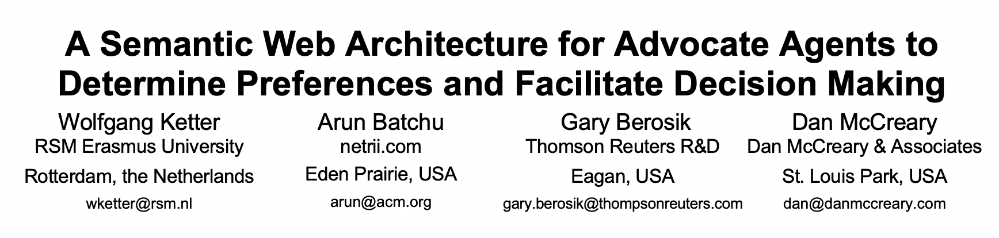 A Semantic Web Architecture for Advocate Agents to
Determine Preferences and Facilitate Decision Making
Wolfgang Ketter
RSM Erasmus University
Rotterdam, the Netherlands
wketter@rsm.nl
Arun Batchu
netrii.com
Eden Prairie, USA
arun@acm.org
Gary Berosik
Thomson Reuters R&D
Eagan, USA
gary.berosik@thompsonreuters.com
Dan McCreary
Dan McCreary & Associates
St. Louis Park, USA
dan@danmccreary.com